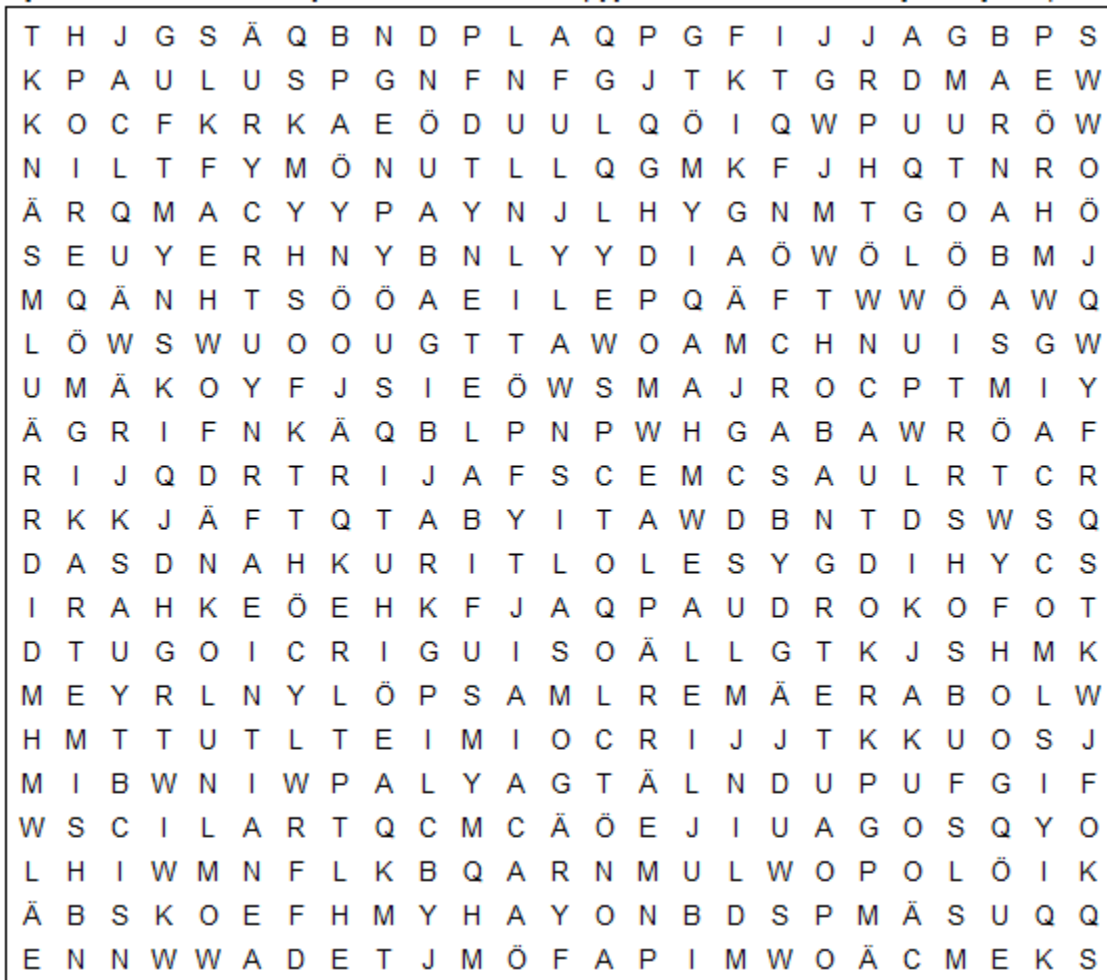 T H J G S Ä Q B N D P L A Q P G F I J J A G B P S
K P A U L U S P G N F N F G J T K T G R D M A E W
K O C F K R K A E Ö D U U L Q Ö I Q W P U U R Ö W
N I L T F Y M Ö N U T L L Q G M K F J H Q T N R O
Ä R Q M A C Y Y P A Y N J L H Y G N M T G O A H Ö
S E U Y E R H N Y B N L Y Y D I A Ö W Ö L Ö B M J
M Q Ä N H T S Ö Ö A E I L E P Q Ä F T W W Ö A W Q
L Ö W S W U O O U G T T A W O A M C H N U I S G W
U M Ä K O Y F J S I E Ö W S M A J R O C P T M I Y
Ä G R I F N K Ä Q B L P N P W H G A B A W R Ö A F
R I J Q D R T R I J A F S C E M C S A U L R T C R
R K K J Ä F T Q T A B Y I T A W D B N T D S W S Q
D A S D N A H K U R I T L O L E S Y G D I H Y C S
I R A H K E Ö E H K F J A Q P A U D R O K O F O T
D T U G O I C R I G U I S O Ä L L G T K J S H M K
M E Y R L N Y L Ö P S A M L R E M Ä E R A B O L W
H M T T U T L T E I M I O C R I J J T K K U O S J
M I B W N I W P A L Y A G T Ä L N D U P U F G I F
W S C I L A R T Q C M C Ä Ö E J I U A G O S Q Y O
L H I W M N F L K B Q A R N M U L W O P O L Ö I K
Ä B S K O E F H M Y H A Y O N B D S P M Ä S U Q Q
E N N W W A D E T J M Ö F A P I M W O Ä C M E K S